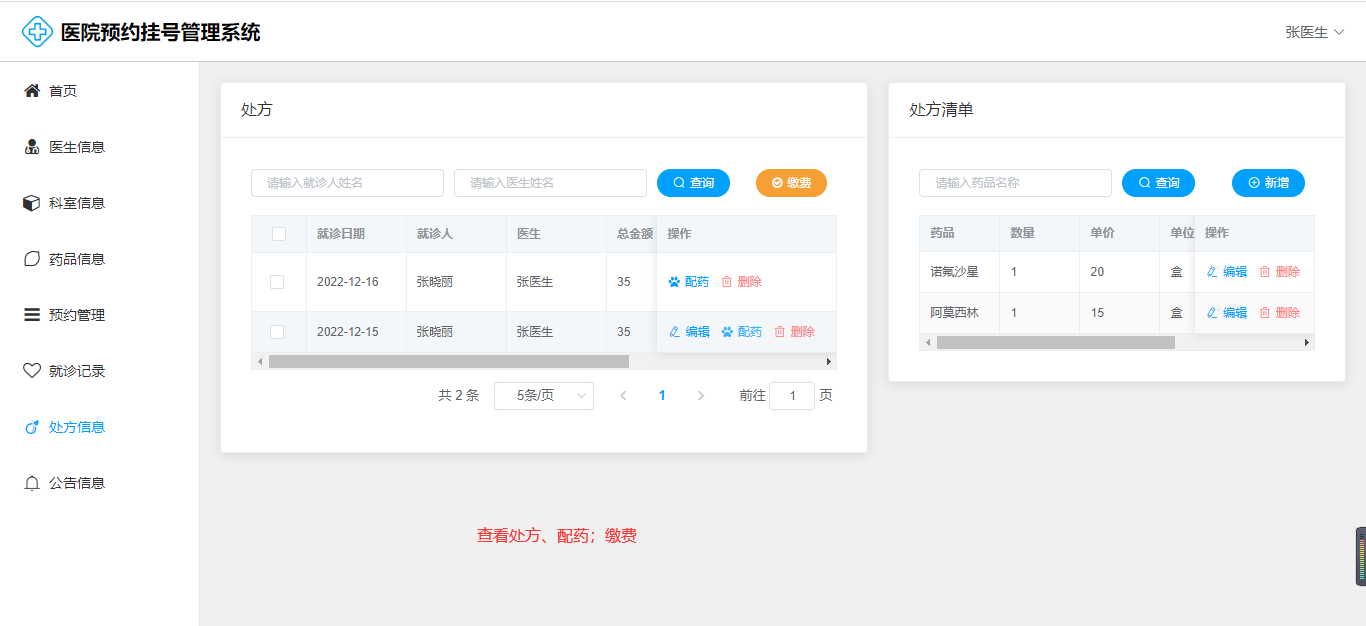 医院预约挂号管理系统
张医生
首页
医生信息
科室信息
药品信息
预约管理
就诊记录
处方信息
公告信息
处方
请输入就诊人姓名 请输入医生姓名 查询 缴费
就诊日期 就诊人 医生 总金额 操作
2022-12-16 张晓丽 张医生 35 配药 删除
2022-12-15 张晓丽 张医生 35 编辑 配药 删除
共 2 条 5条/页 1 前往 1 页
处方清单
请输入药品名称 查询 新增
药品 数量 单价 单位 操作
诺氟沙星 1 20 盒 编辑 删除
阿莫西林 1 15 盒 编辑 删除
查看处方、配药；缴费